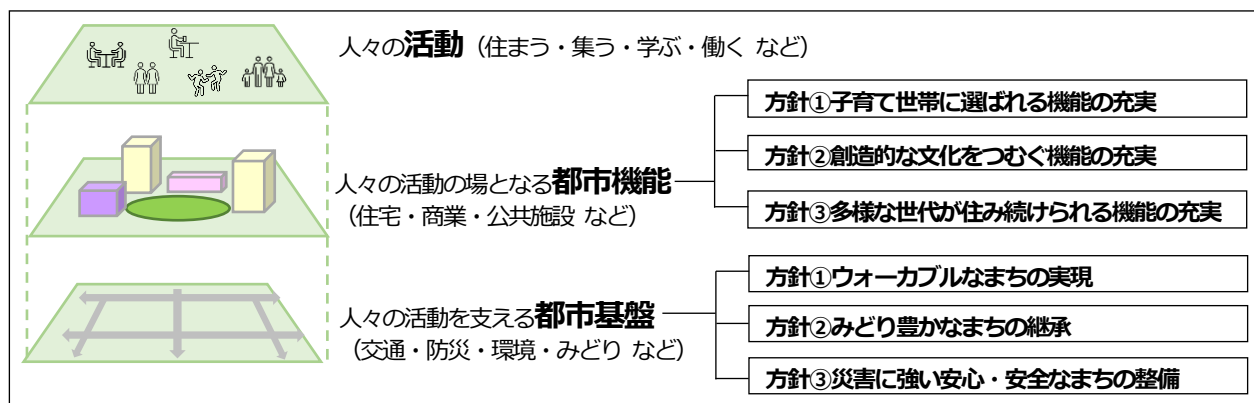 人々の活動（住まう・集う・学ぶ・働く など）
人々の活動の場となる都市機能
（住宅・商業・公共施設 など）
方針①子育て世帯に選ばれる機能の充実
方針②創造的な文化をつむぐ機能の充実
方針③多様な世代が住み続けられる機能の充実
人々の活動を支える都市基盤
（交通・防災・環境・みどり など）
方針①ウォーカブルなまちの実現
方針②みどり豊かなまちの継承
方針③災害に強い安心・安全なまちの整備